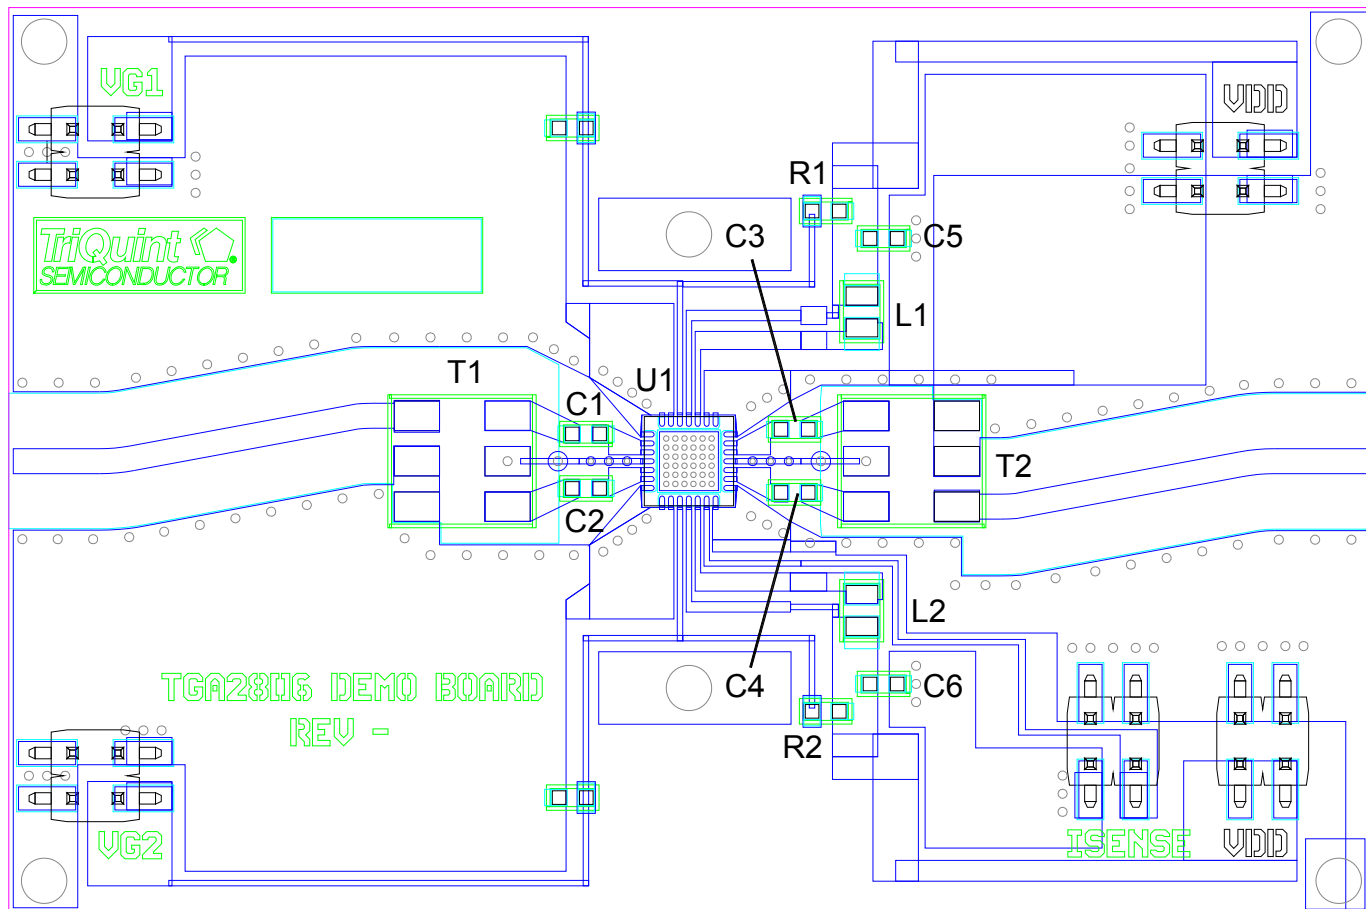 VG1
VDD
R1
TriQuint
SEMICONDUCTOR
C3
C5
L1
T1
U1
C1
T2
C2
L2
C4
C6
TGA2806 DEMO BOARD
REV -
R2
VG2
ISENSE
VDD